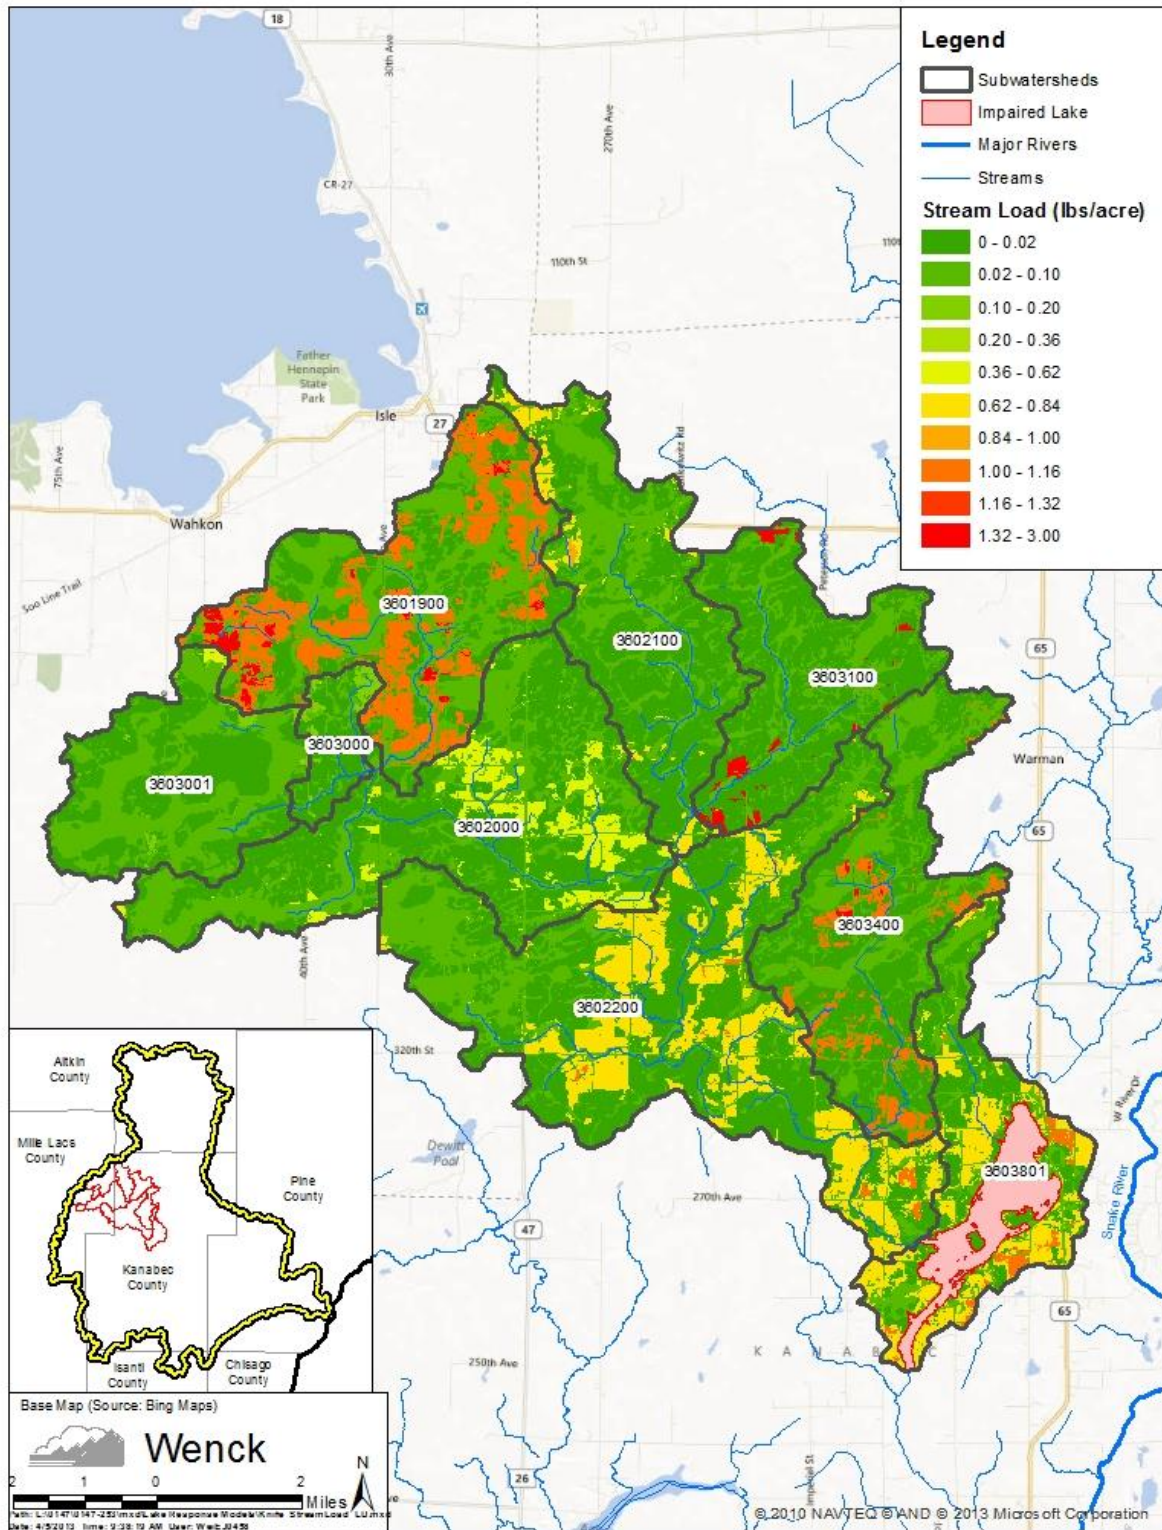 18
30th Ave
270th Ave
CR-27
110th St
Father
Hennepin
State
Park
Isle
27
75th Ave
Wahkon
Soo Line Trail
Legend
Subwatersheds
Impaired Lake
Major Rivers
Streams
Stream Load (lbs/acre)
0 - 0.02
0.02 - 0.10
0.10 - 0.20
0.20 - 0.36
0.36 - 0.62
0.62 - 0.84
0.84 - 1.00
1.00 - 1.16
1.16 - 1.32
1.32 - 3.00
3601900
3602100
65
3603100
3603000
Warman
3603001
3602000
65
3603400
40th Ave
3602200
320th St
W River Dr
Dewitt
Pool
3603801
270th Ave
Snake River
47
65
250th Ave
K A N A B E C
26
Imperial St
Aitkin
County
Mille Lacs
County
Pine
County
Kanabec
County
Isanti
County
Chisago
County
Base Map (Source: Bing Maps)
Wenck
N
2 1 0 2
Miles
© 2010 NAVTEQ © AND © 2013 Microsoft Corporation